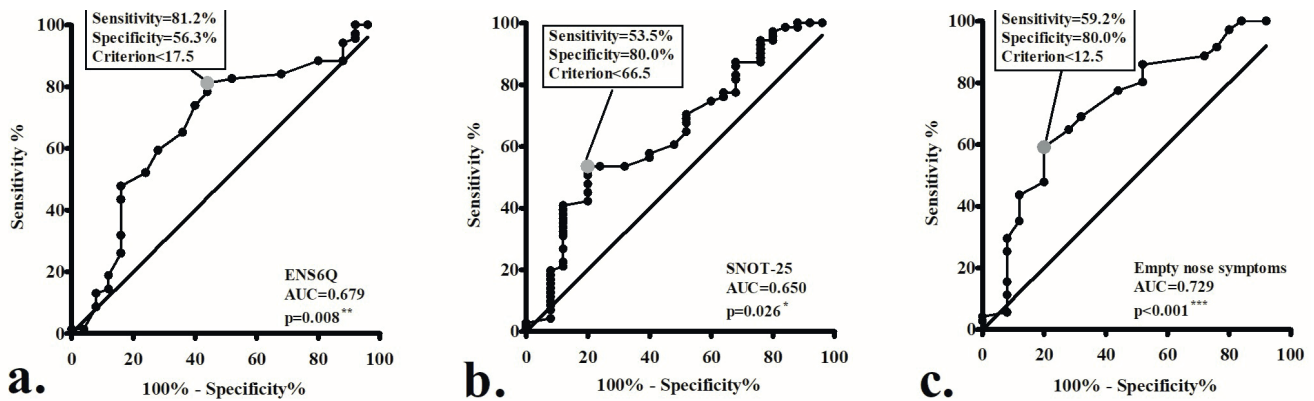 Sensitivity=81.2%
Specificity=56.3%
Criterion<17.5
100
80
60
40
20
0
Sensitivity %
ENS6Q
AUC=0.679
p=0.008**
0 20 40 60 80 100
100% - Specificity%
a.
Sensitivity=53.5%
Specificity=80.0%
Criterion<66.5
100
80
60
40
20
0
Sensitivity %
SNOT-25
AUC=0.650
p=0.026*
0 20 40 60 80 100
100% - Specificity%
b.
Sensitivity=59.2%
Specificity=80.0%
Criterion<12.5
100
80
60
40
20
0
Sensitivity %
Empty nose symptoms
AUC=0.729
p<0.001***
0 20 40 60 80 100
100% - Specificity%
c.